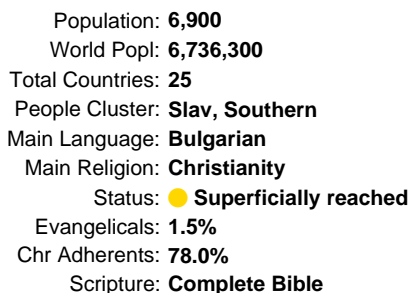 Population: 6,900
World Popl: 6,736,300
Total Countries: 25
People Cluster: Slav, Southern
Main Language: Bulgarian
Main Religion: Christianity
Status: Superficially reached
Evangelicals: 1.5%
Chr Adherents: 78.0%
Scripture: Complete Bible